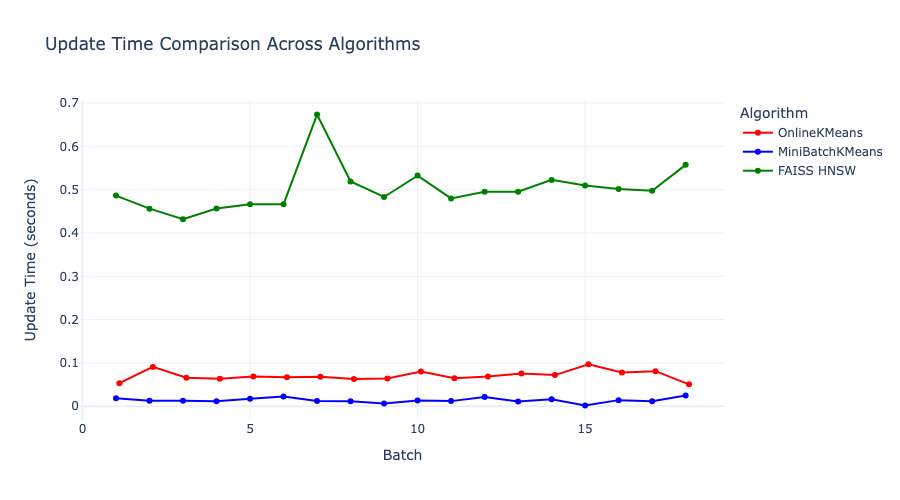 Update Time Comparison Across Algorithms
Algorithm
OnlineKMeans
MiniBatchKMeans
FAISS HNSW
Update Time (seconds)
0.7
0.6
0.5
0.4
0.3
0.2
0.1
0
0
5
10
15
Batch